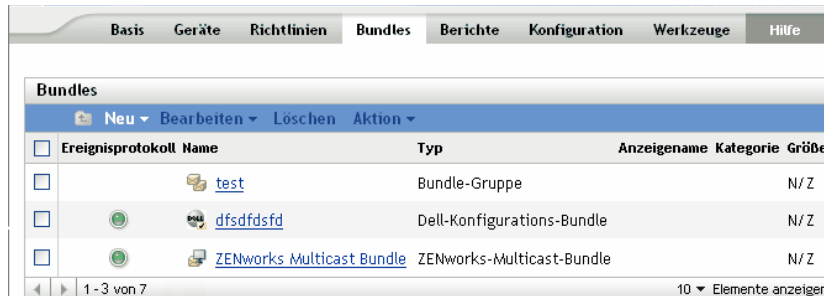 Basis Geräte Richtlinien Bundles Berichte Konfiguration Werkzeuge Hilfe
Bundles
Neu Bearbeiten Löschen Aktion
Ereignisprotokoll Name Typ Anzeigename Kategorie Größe
test Bundle-Gruppe N/Z
dfsdfdsfd Dell-Konfigurations-Bundle N/Z
ZENworks Multicast Bundle ZENworks-Multicast-Bundle N/Z
1 - 3 von 7 10 Elemente anzeigen